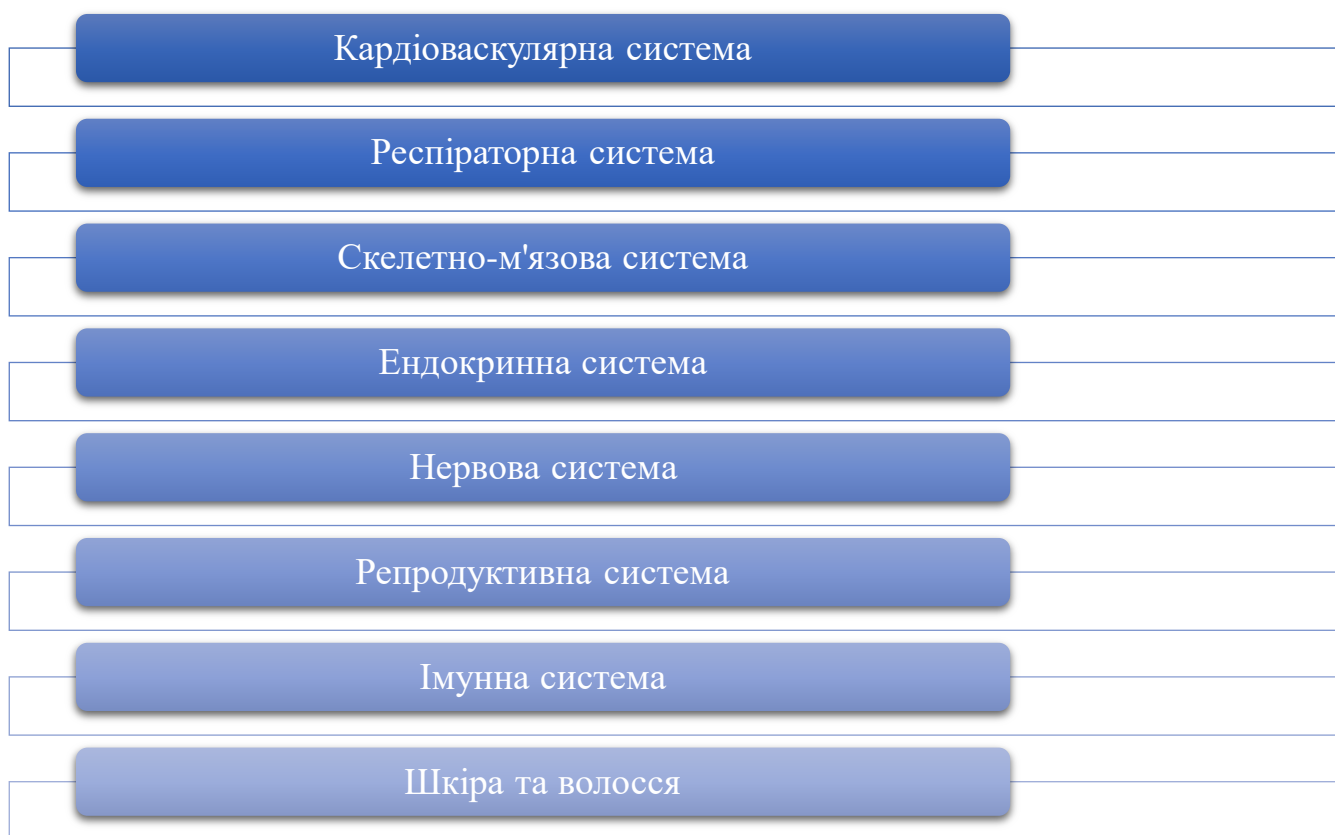 Кардіоваскулярна система
Респіраторна система
Скелетно-м'язова система
Ендокринна система
Нервова система
Репродуктивна система
Імунна система
Шкіра та волосся